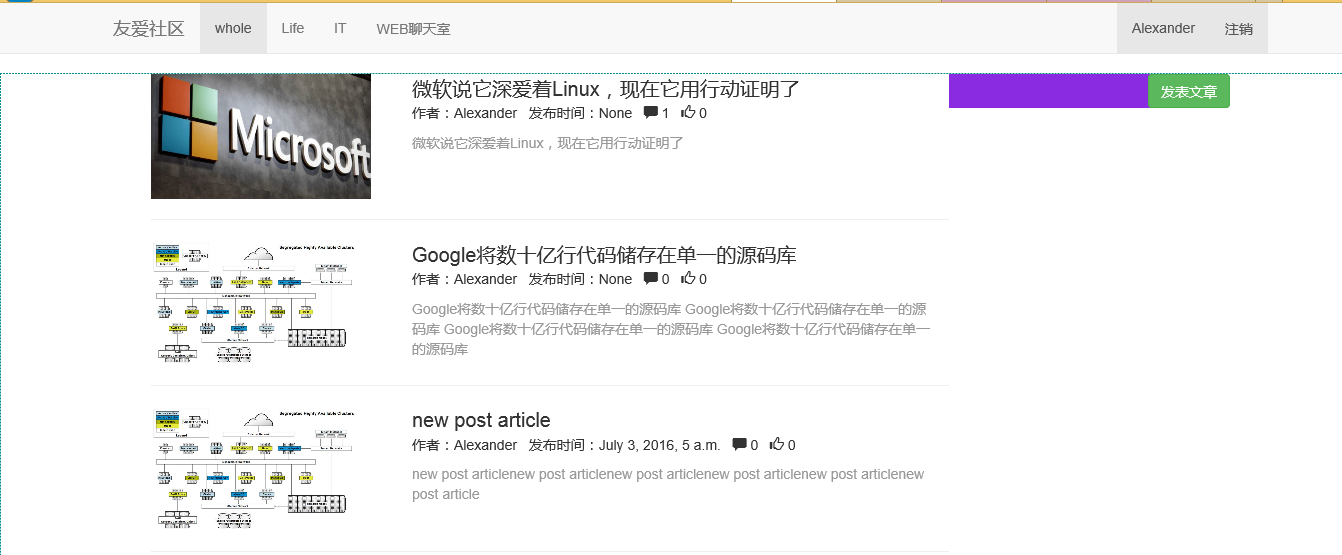 友爱社区 whole Life IT WEB聊天室 Alexander 注销
Microsoft
微软说它深爱着Linux，现在它用行动证明了
作者：Alexander 发布时间：None 1 0
微软说它深爱着Linux，现在它用行动证明了
发表文章
Segregated Highly Available Clusters
Google将数十亿行代码储存在单一的源码库
作者：Alexander 发布时间：None 0 0
Google将数十亿行代码储存在单一的源码库 Google将数十亿行代码储存在单一的源
码库 Google将数十亿行代码储存在单一的源码库 Google将数十亿行代码储存在单一
的源码库
Segregated Highly Available Clusters
new post article
作者：Alexander 发布时间：July 3, 2016, 5 a.m. 0 0
new post articlenew post articlenew post articlenew post articlenew post articlenew
post article